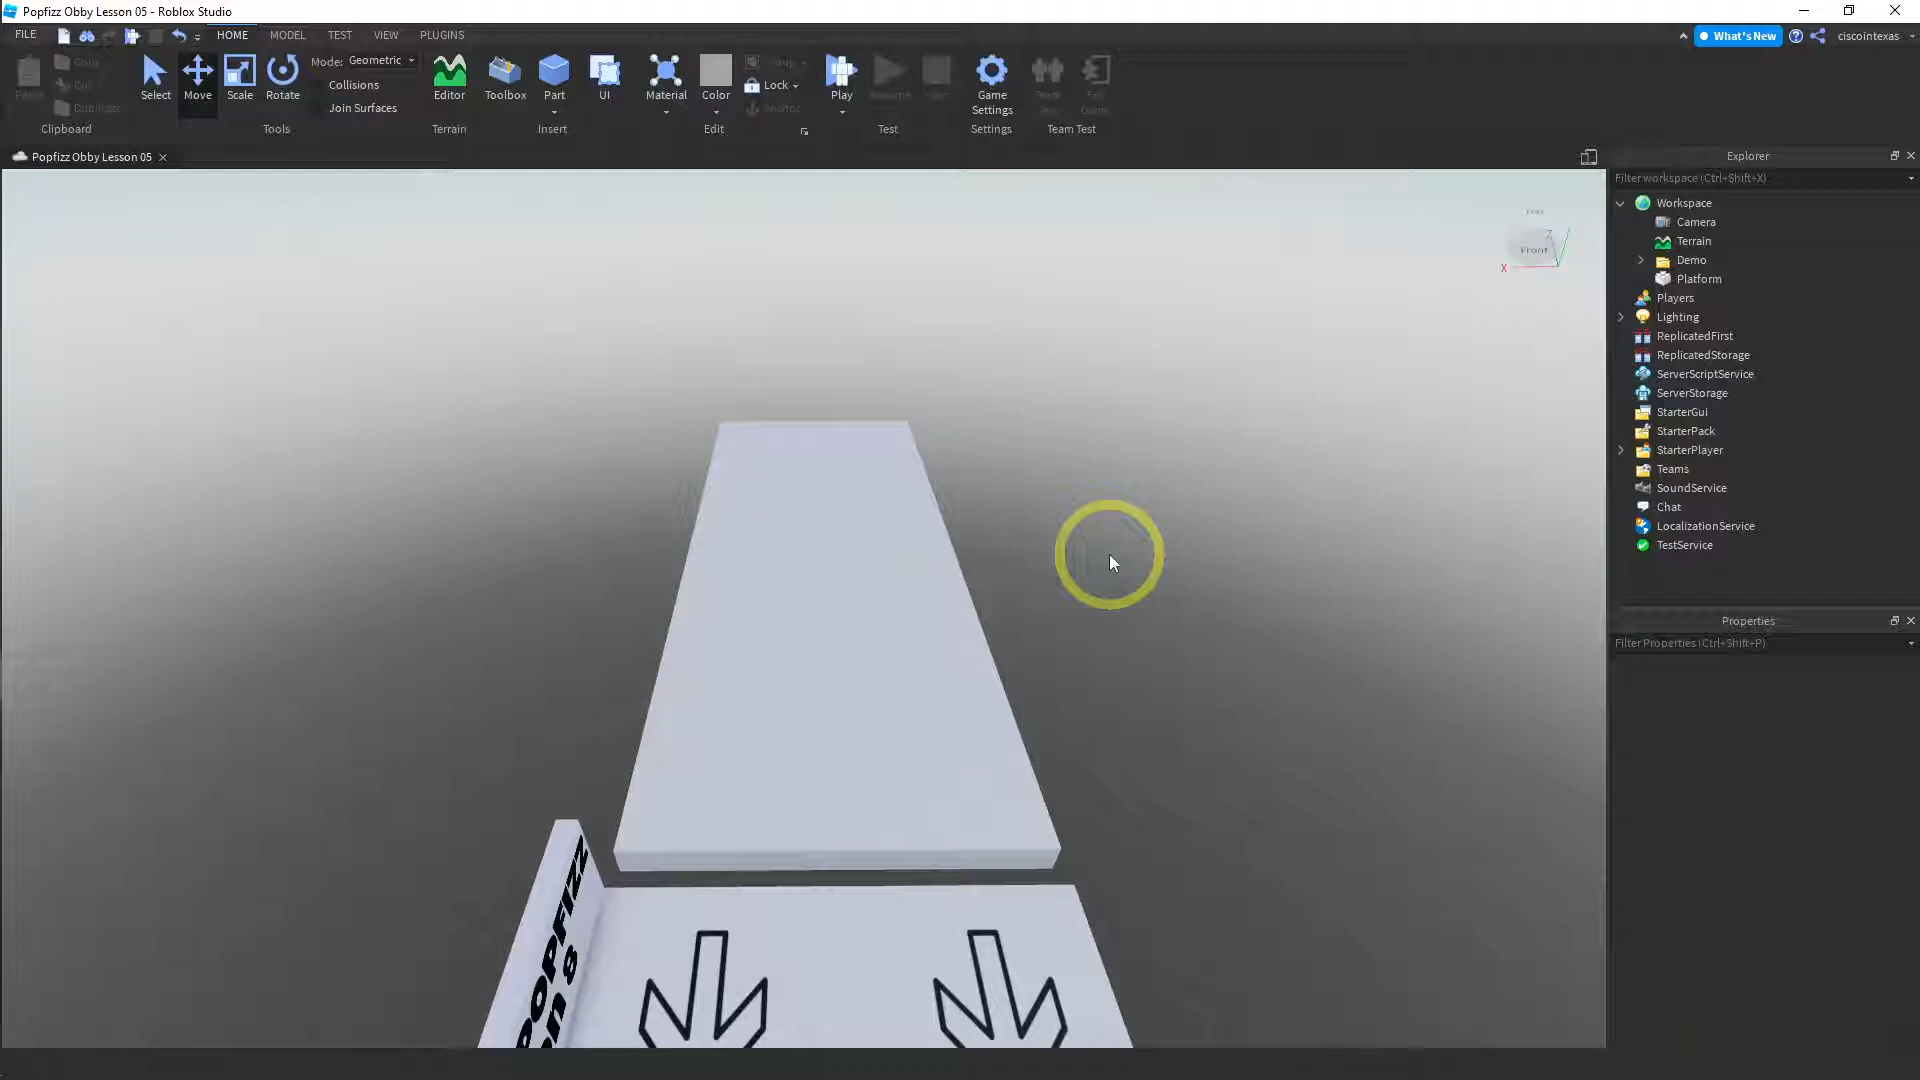 Popfizz Obby Lesson 05 - Roblox Studio
FILE
HOME
MODEL
TEST
VIEW
PLUGINS
What's New
ciscointexas
Mode: Geometric
Collisions
Join Surfaces
Duplicate
Select
Move
Scale
Rotate
Editor
Toolbox
Part
UI
Material
Color
Lock
Play
Game
Settings
Clipboard
Tools
Terrain
Insert
Edit
Test
Settings
Team Test
Popfizz Obby Lesson 05
Explorer
Filter workspace (Ctrl+Shift+X)
Workspace
Camera
Terrain
Demo
Platform
Players
Lighting
ReplicatedFirst
ReplicatedStorage
ServerScriptService
ServerStorage
StarterGui
StarterPack
StarterPlayer
Teams
SoundService
Chat
LocalizationService
TestService
Properties
Filter Properties (Ctrl+Shift+P)
Front
Z
X
POPFIZZ
on 8